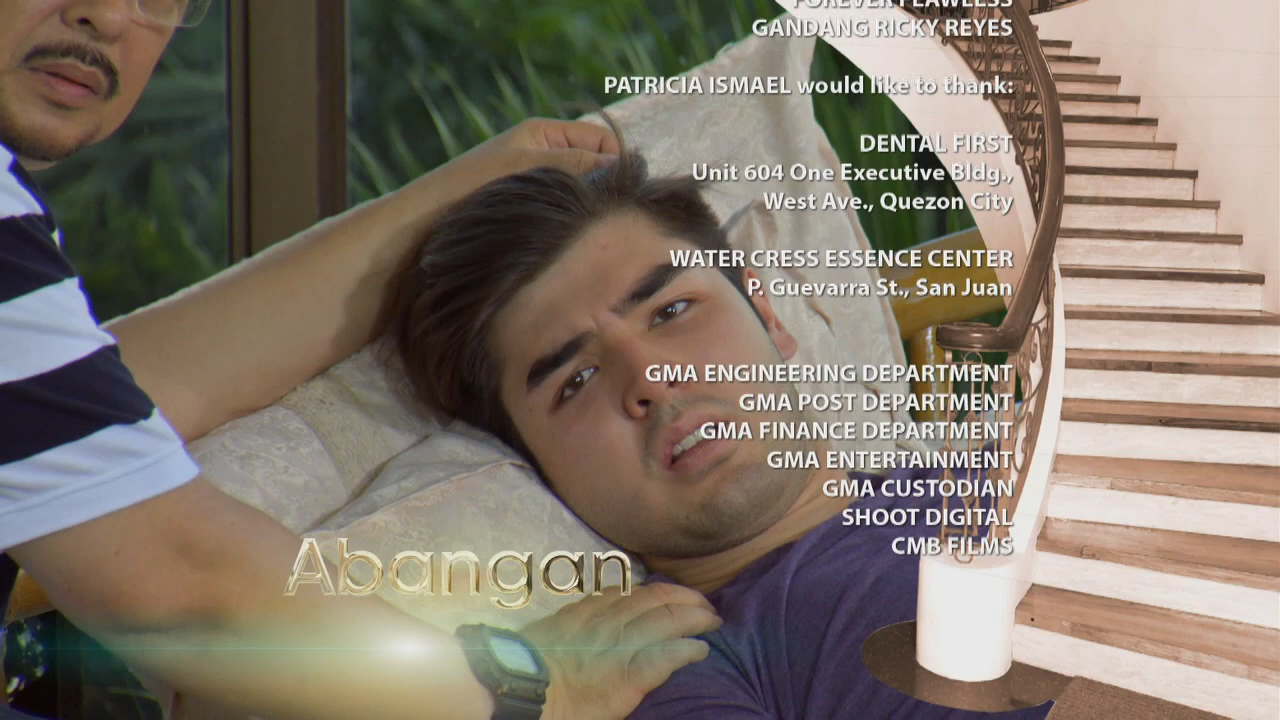 FOREVER FLAWLESS
GANDANG RICKY REYES
PATRICIA ISMAEL would like to thank:
DENTAL FIRST
Unit 604 One Executive Bldg.,
West Ave., Quezon City
WATER CRESS ESSENCE CENTER
P. Guevarra St., San Juan
GMA ENGINEERING DEPARTMENT
GMA POST DEPARTMENT
GMA FINANCE DEPARTMENT
GMA ENTERTAINMENT
GMA CUSTODIAN
SHOOT DIGITAL
CMB FILMS
Abangan